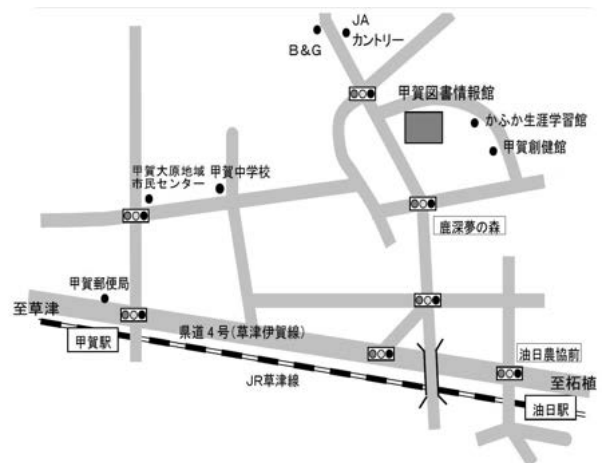 JA
カントリー
B&G
甲賀図書情報館
かふか生涯学習館
甲賀創健館
甲賀大原地域
市民センター
甲賀中学校
鹿深夢の森
甲賀郵便局
至草津
県道4号(草津伊賀線)
甲賀駅
油日農協前
JR草津線
至柘植
油日駅